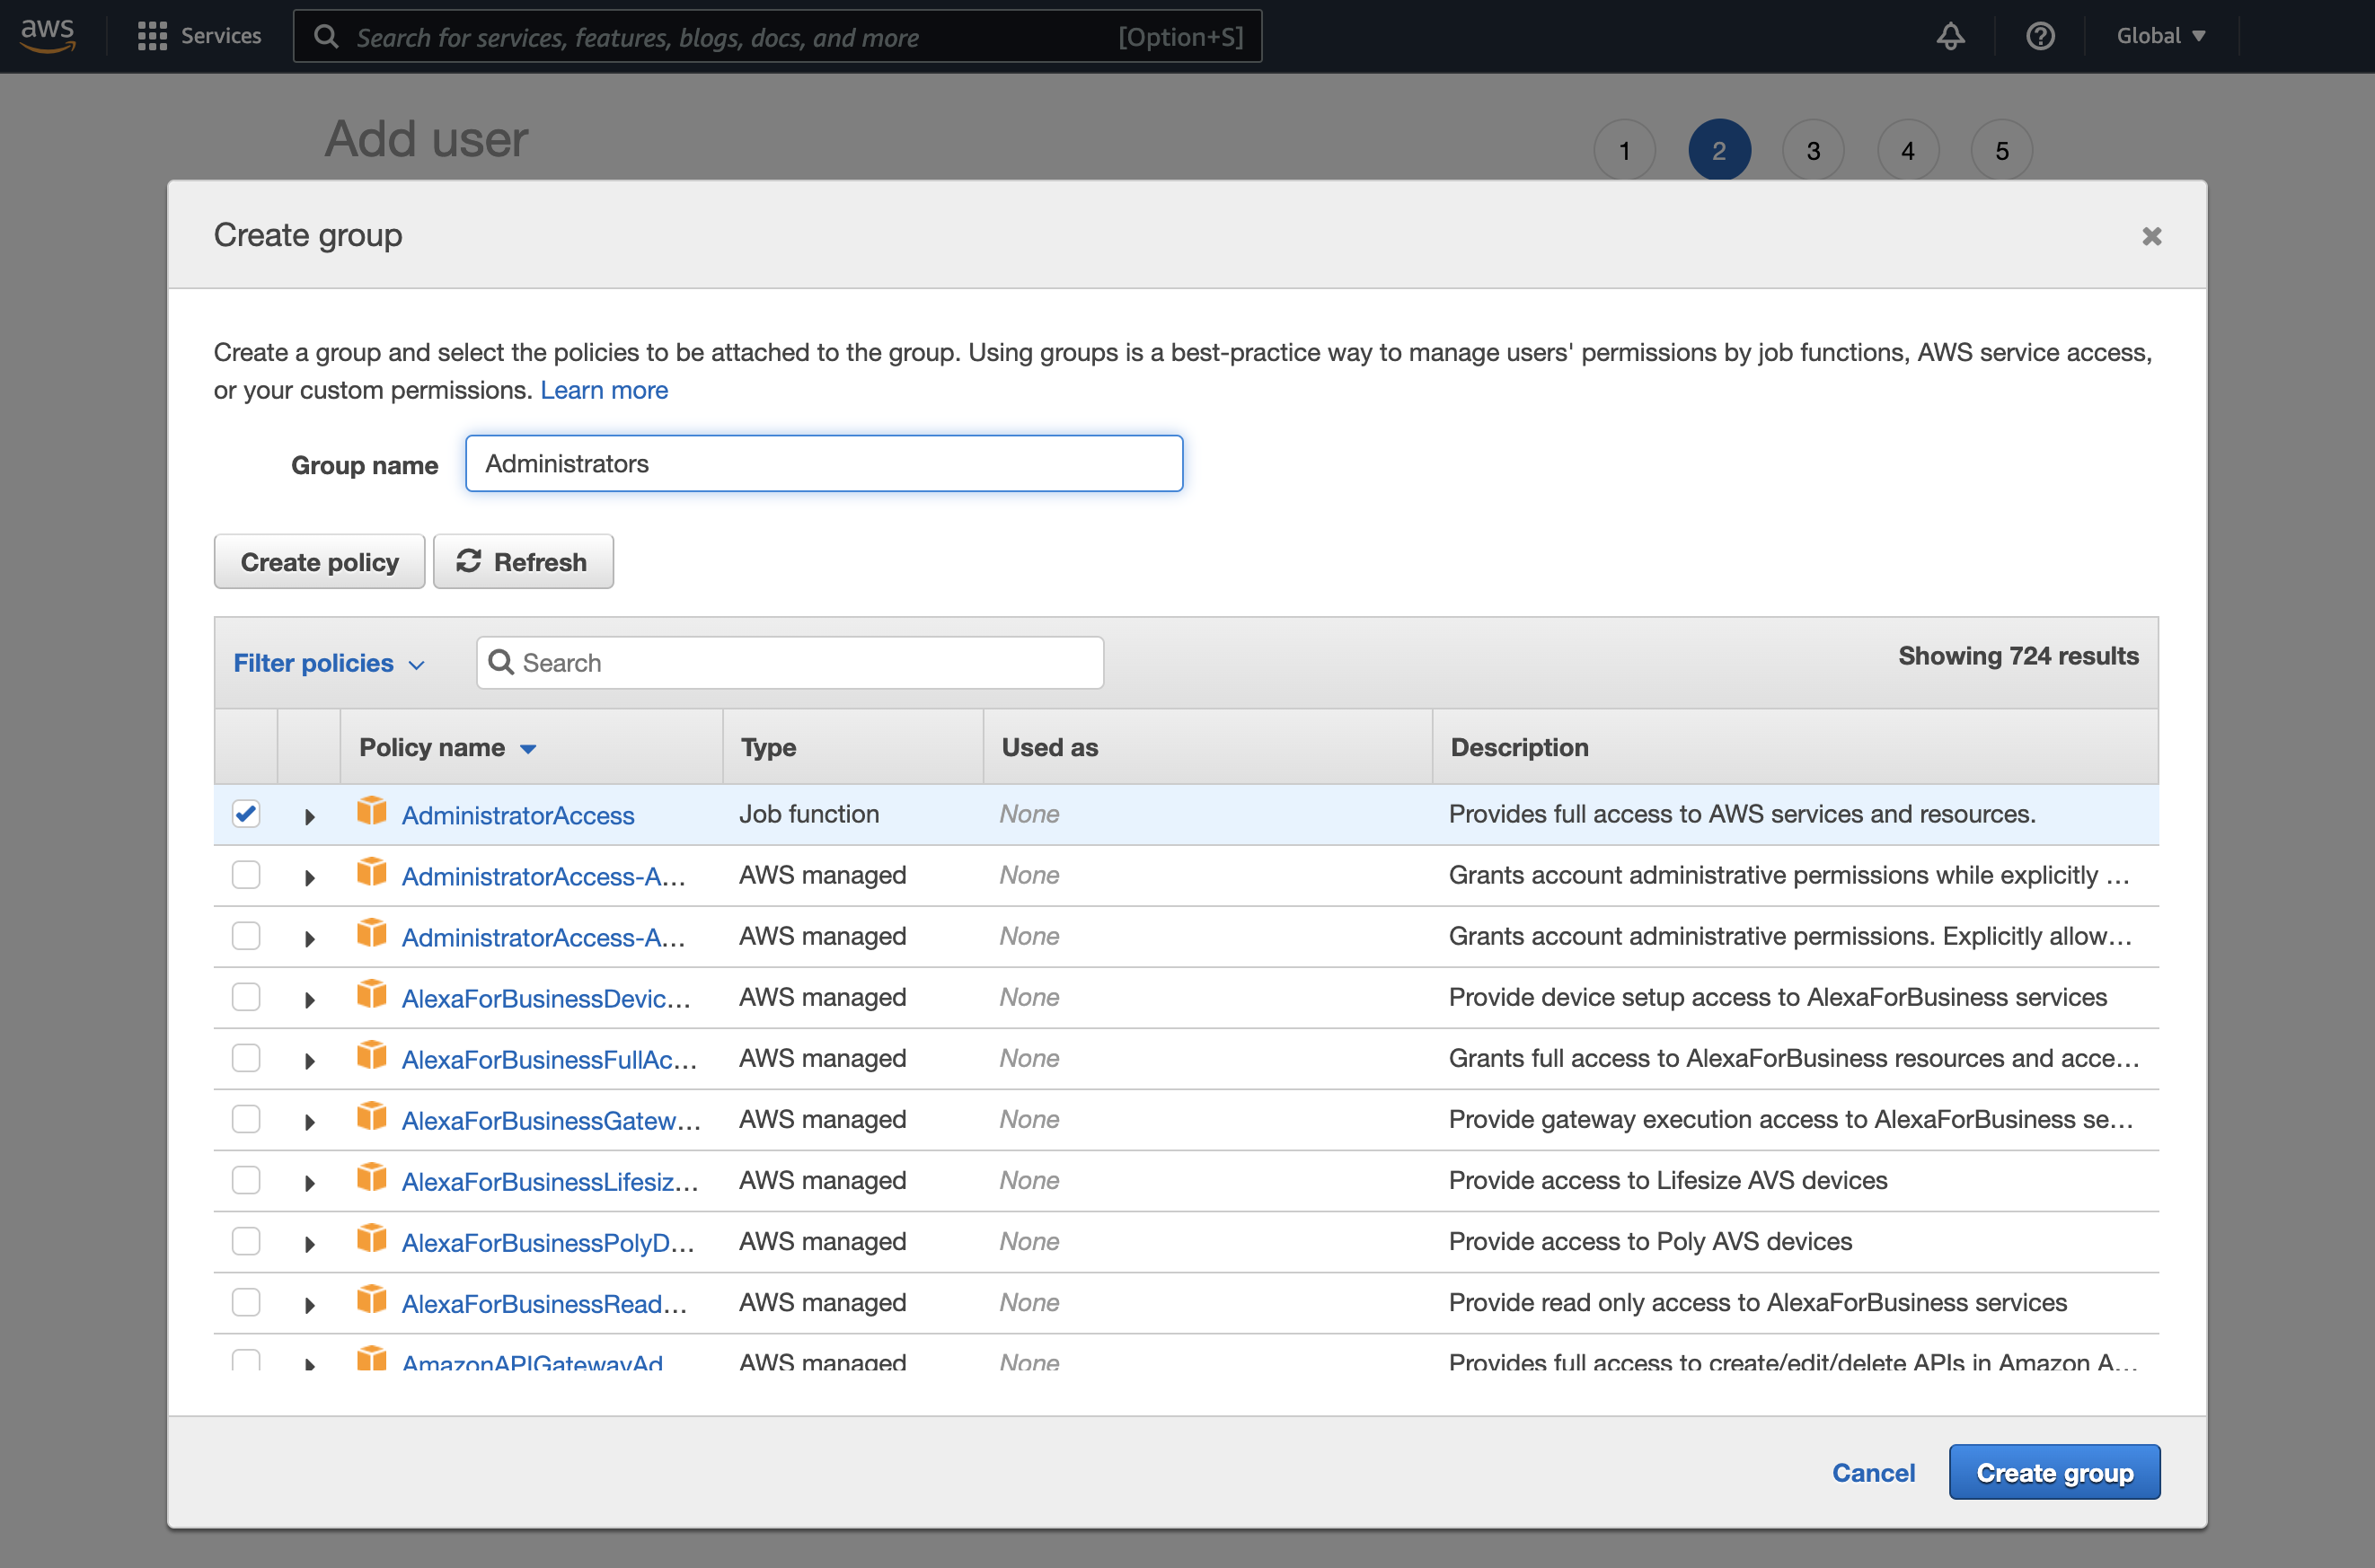 aws Services Search for services, features, blogs, docs, and more [Option+S] Global
Add user 1 2 3 4 5
Create group
Create a group and select the policies to be attached to the group. Using groups is a best-practice way to manage users' permissions by job functions, AWS service access,
or your custom permissions. Learn more
Group name Administrators
Create policy Refresh
Filter policies Search Showing 724 results
Policy name Type Used as Description
AdministratorAccess Job function None Provides full access to AWS services and resources.
AdministratorAccess-A... AWS managed None Grants account administrative permissions while explicitly ...
AdministratorAccess-A... AWS managed None Grants account administrative permissions. Explicitly allow...
AlexaForBusinessDevic... AWS managed None Provide device setup access to AlexaForBusiness services
AlexaForBusinessFullAc... AWS managed None Grants full access to AlexaForBusiness resources and acce...
AlexaForBusinessGatew... AWS managed None Provide gateway execution access to AlexaForBusiness se...
AlexaForBusinessLifesiz... AWS managed None Provide access to Lifesize AVS devices
AlexaForBusinessPolyD... AWS managed None Provide access to Poly AVS devices
AlexaForBusinessRead... AWS managed None Provide read only access to AlexaForBusiness services
AmazonAPIGatewayAd AWS managed None Provides full access to create/edit/delete APIs in Amazon A...
Cancel Create group